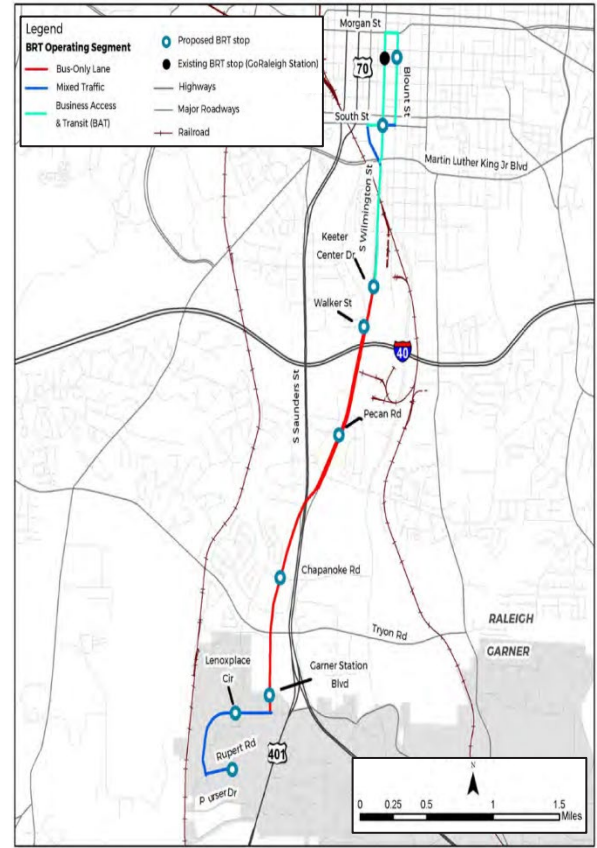 Legend
BRT Operating Segment
Bus-Only Lane
Mixed Traffic
Business Access
& Transit (BAT)
Proposed BRT stop
Existing BRT stop (GoRaleigh Station)
Highways
Major Roadways
Railroad
Morgan St
70
Blount St
South St
Martin Luther King Jr Blvd
S Wilmington St
Keeter
Center Dr
Walker St
40
S Saunders St
Pecan Rd
Chapanoke Rd
Tryon Rd
RALEIGH
GARNER
Lenoxplace
Cir
Garner Station
Blvd
Rupert Rd
401
Purser Dr
N
0 0.25 0.5 1 1.5
Miles